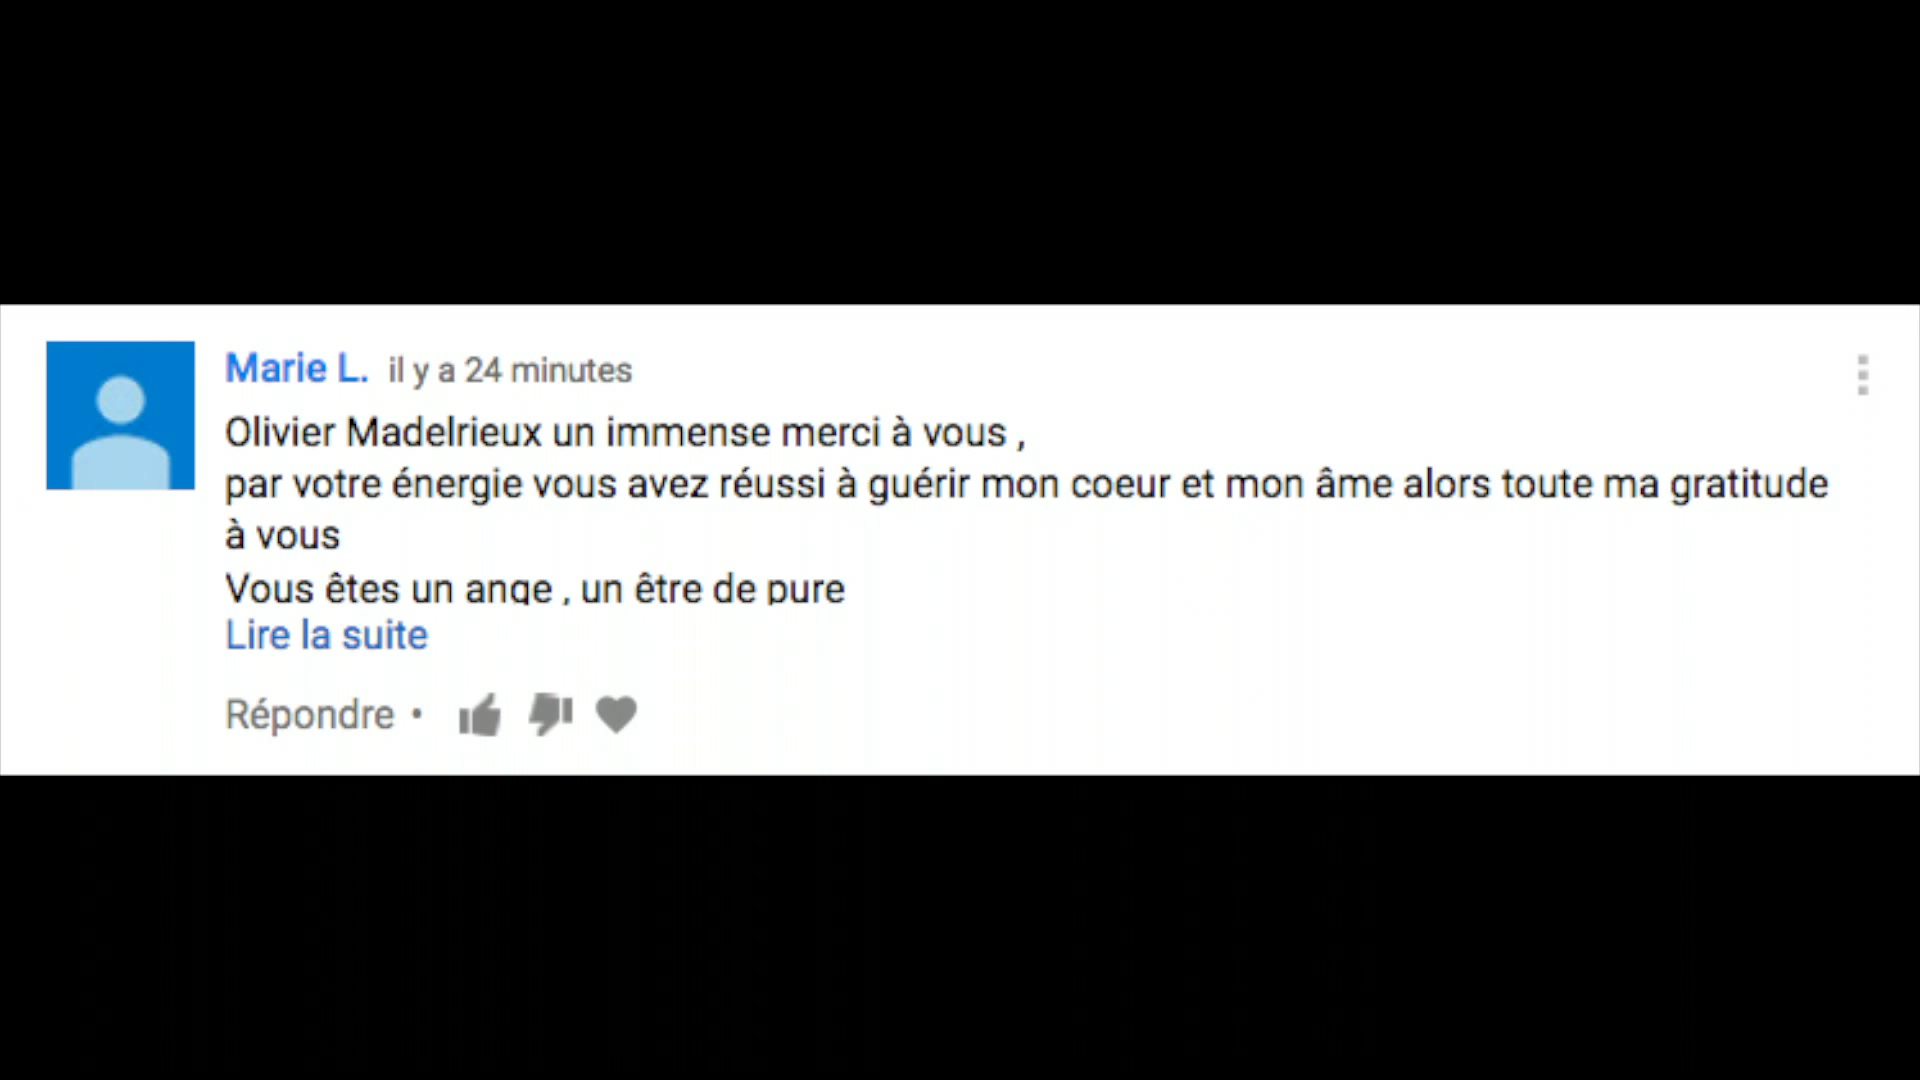 Marie L. il y a 24 minutes
Olivier Madelrieux un immense merci à vous ,
par votre énergie vous avez réussi à guérir mon coeur et mon âme alors toute ma gratitude
à vous
Vous êtes un ange , un être de pure
Lire la suite
Répondre •